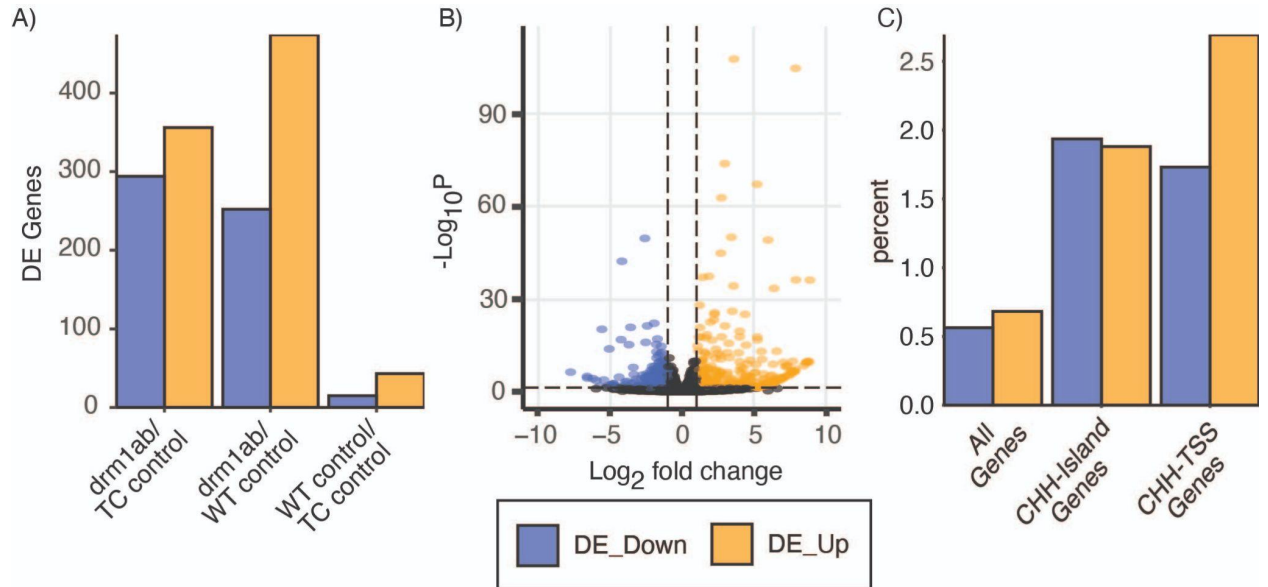 A)
DE Genes
400
300
200
100
0
drm1ab/
TC control
drm1ab/
WT control
WT control/
TC control
B)
-Log10P
90
60
30
0
−10
−5
0
5
10
Log2 fold change
C)
percent
2.5
2.0
1.5
1.0
0.5
0.0
All
Genes
CHH-Island
Genes
CHH-TSS
Genes
DE_Down
DE_Up